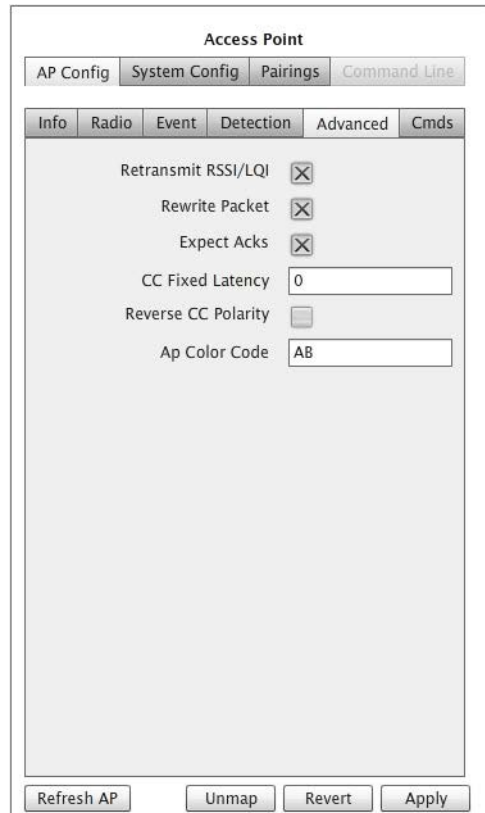 Access Point
AP Config System Config Pairings Command Line
Info Radio Event Detection Advanced Cmds
Retransmit RSSI/LQI
Rewrite Packet
Expect Acks
CC Fixed Latency 0
Reverse CC Polarity
Ap Color Code AB
Refresh AP Unmap Revert Apply